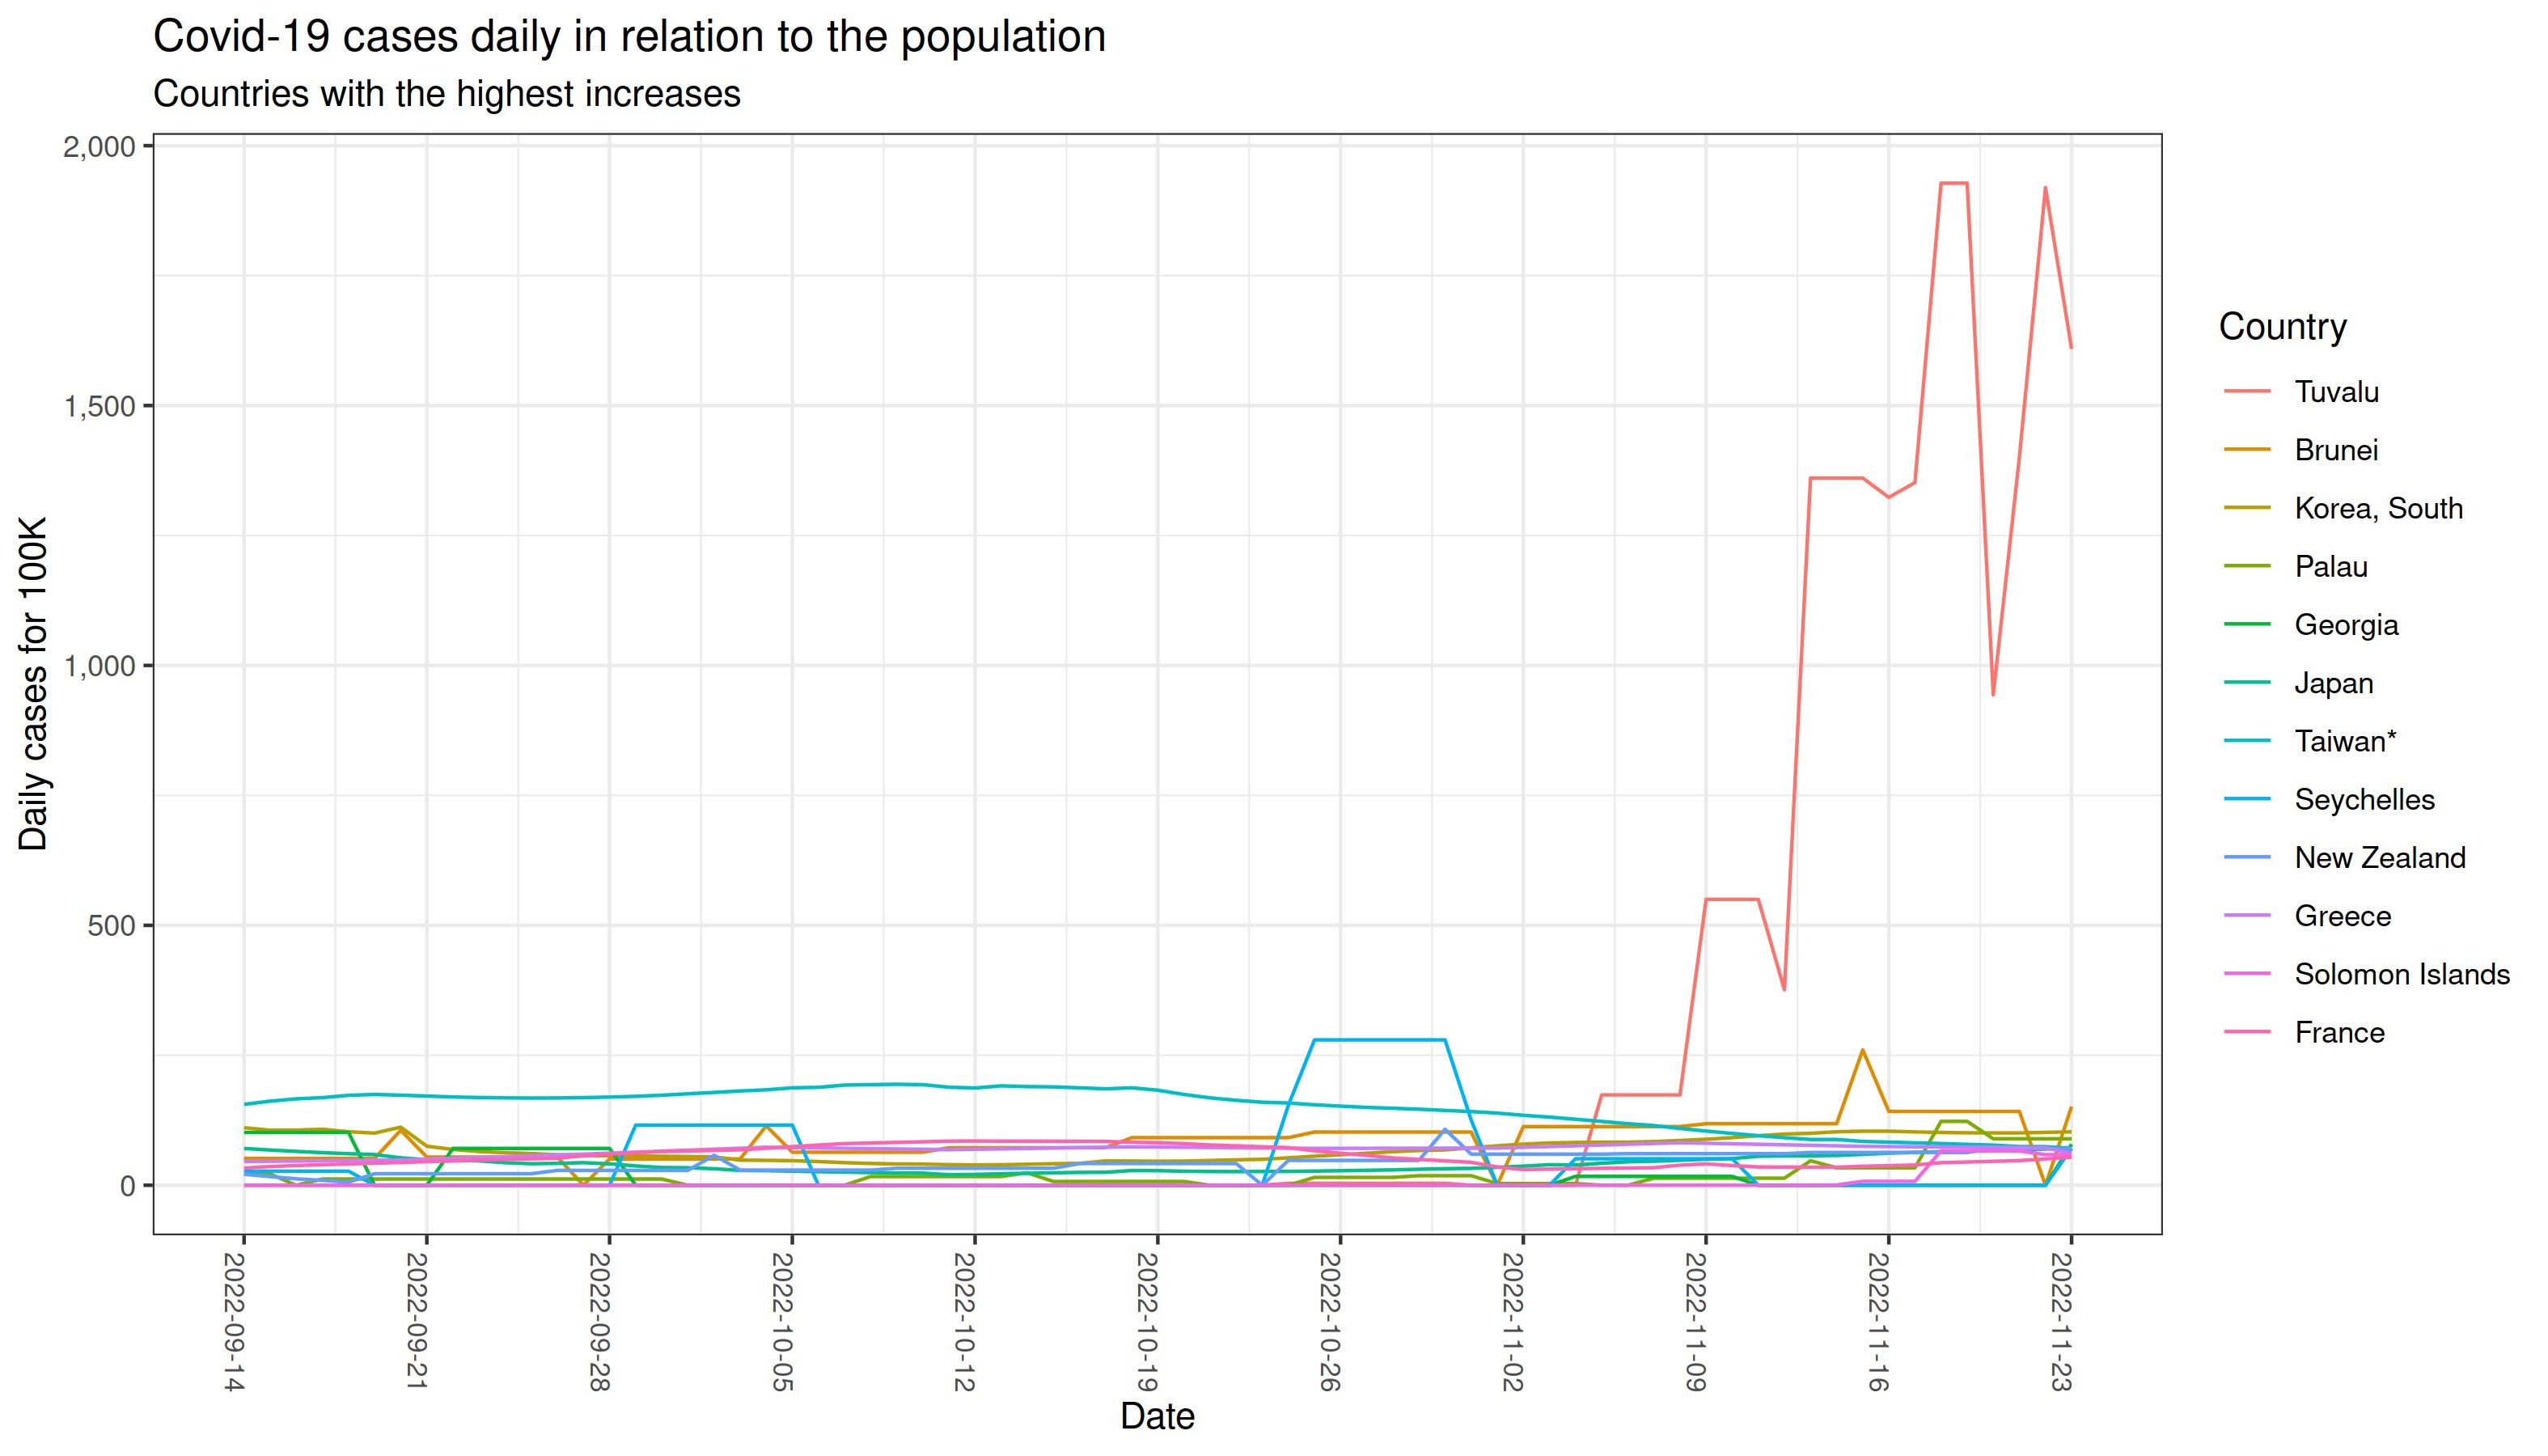 Covid-19 cases daily in relation to the population
Countries with the highest increases
Daily cases for 100K
2,000
1,500
1,000
500
0
2022-09-14
2022-09-21
2022-09-28
2022-10-05
2022-10-12
2022-10-19
2022-10-26
2022-11-02
2022-11-09
2022-11-16
2022-11-23
Date
Country
Tuvalu
Brunei
Korea, South
Palau
Georgia
Japan
Taiwan*
Seychelles
New Zealand
Greece
Solomon Islands
France